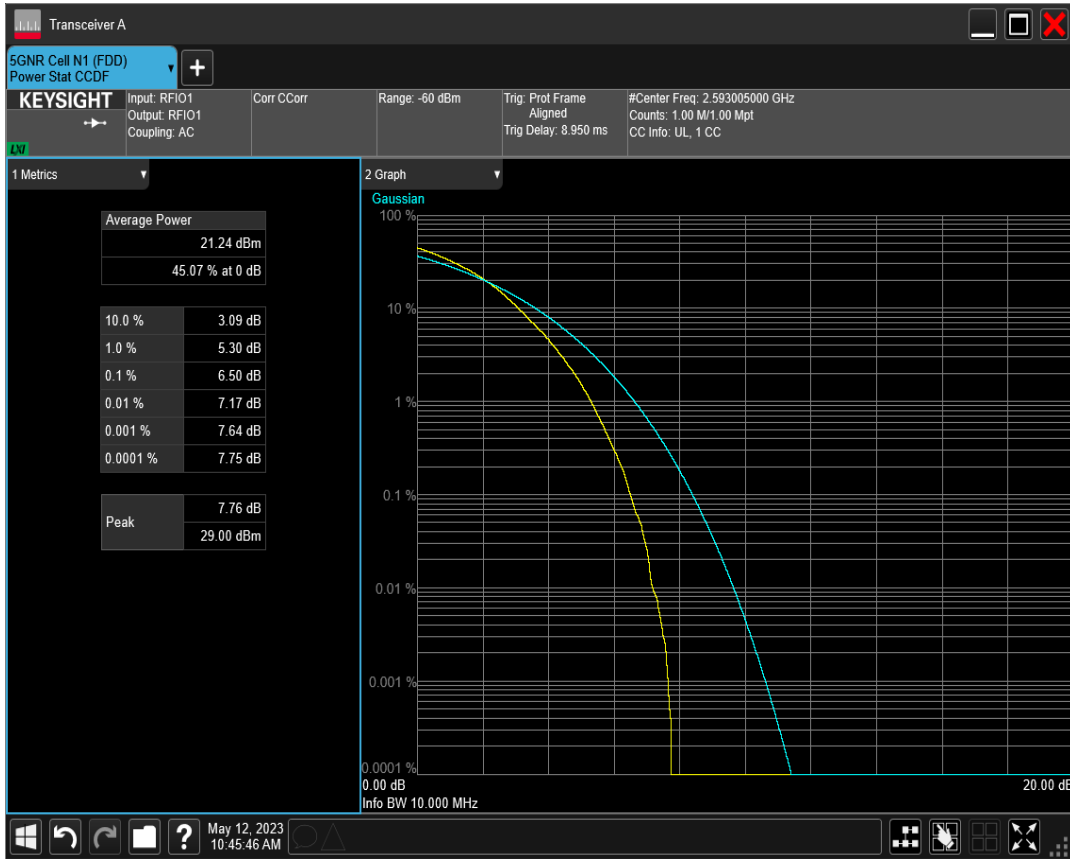 Transceiver A
5GNR Cell N1 (FDD)
Power Stat CCDF
+
KEYSIGHT
LXI
Input: RFIO1
Output: RFIO1
Coupling: AC
Corr CCorr
Range: -60 dBm
Trig: Prot Frame
Aligned
Trig Delay: 8.950 ms
#Center Freq: 2.593005000 GHz
Counts: 1.00 M/1.00 Mpt
CC Info: UL, 1 CC
1 Metrics
Average Power
21.24 dBm
45.07 % at 0 dB
10.0 % 3.09 dB
1.0 % 5.30 dB
0.1 % 6.50 dB
0.01 % 7.17 dB
0.001 % 7.64 dB
0.0001 % 7.75 dB
Peak
7.76 dB
29.00 dBm
2 Graph
Gaussian
100 %
10 %
1 %
0.1 %
0.01 %
0.001 %
0.0001 %
0.00 dB 20.00 dB
Info BW 10.000 MHz
?
May 12, 2023
10:45:46 AM